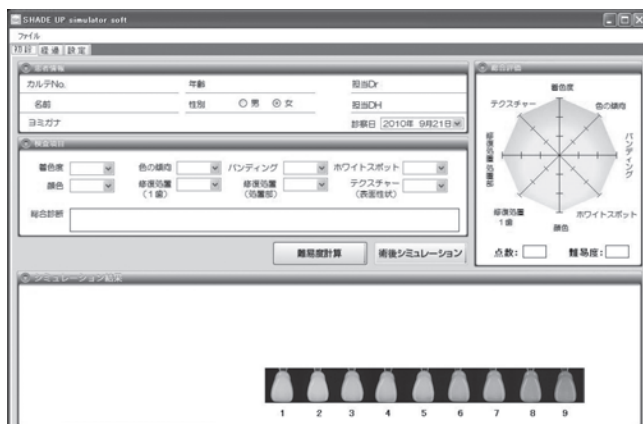 SHADE UP simulator soft
ファイル
初診 経過 設定
患者情報
カルテNo. 年齢 担当Dr
名前 性別 男 女 担当DH
ヨミガナ 診察日 2010年 9月21日
検査項目
着色度 色の傾向 バンディング ホワイトスポット
顔色 修復処置 修復処置 テクスチャー
(1歯) (処置部) (表面性状)
総合診断
難易度計算 術後シミュレーション
総合評価
着色度
テクスチャー 色の傾向
修復処置部 バンディング
修復処置 ホワイトスポット
1歯
顔色
点数: 難易度:
シミュレーション結果
1 2 3 4 5 6 7 8 9